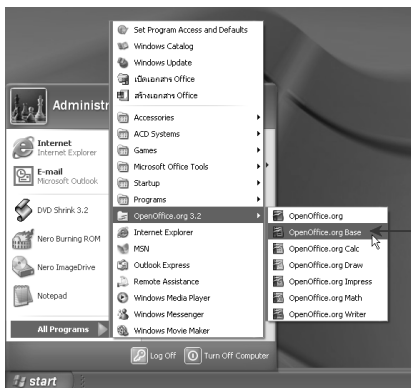 Set Program Access and Defaults
Windows Catalog
Windows Update
เปิดเอกสาร Office
สร้างเอกสาร Office
Accessories
ACD Systems
Games
Microsoft Office Tools
Startup
Programs
OpenOffice.org 3.2
Internet Explorer
MSN
Outlook Express
Remote Assistance
Windows Media Player
Windows Messenger
Windows Movie Maker
Administr
Internet
Internet Explorer
E-mail
Microsoft Outlook
DVD Shrink 3.2
Nero Burning ROM
Nero ImageDrive
Notepad
All Programs
OpenOffice.org
OpenOffice.org Base
OpenOffice.org Calc
OpenOffice.org Draw
OpenOffice.org Impress
OpenOffice.org Math
OpenOffice.org Writer
Log Off
Turn Off Computer
start